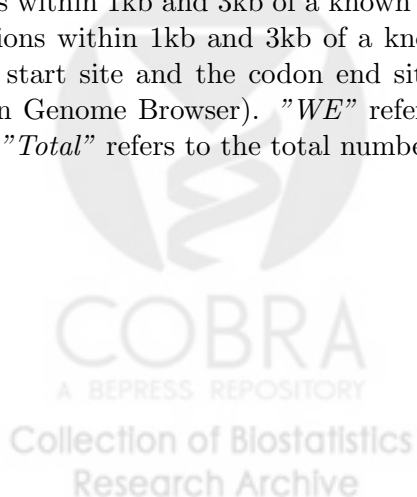 within 1kb and 3kb of a known
ions within 1kb and 3kb of a kno
start site and the codon end sit
n Genome Browser). "WE" refer
"Total" refers to the total numbe
COBRA
A BEPRESS REPOSITORY
Collection of Biostatistics
Research Archive